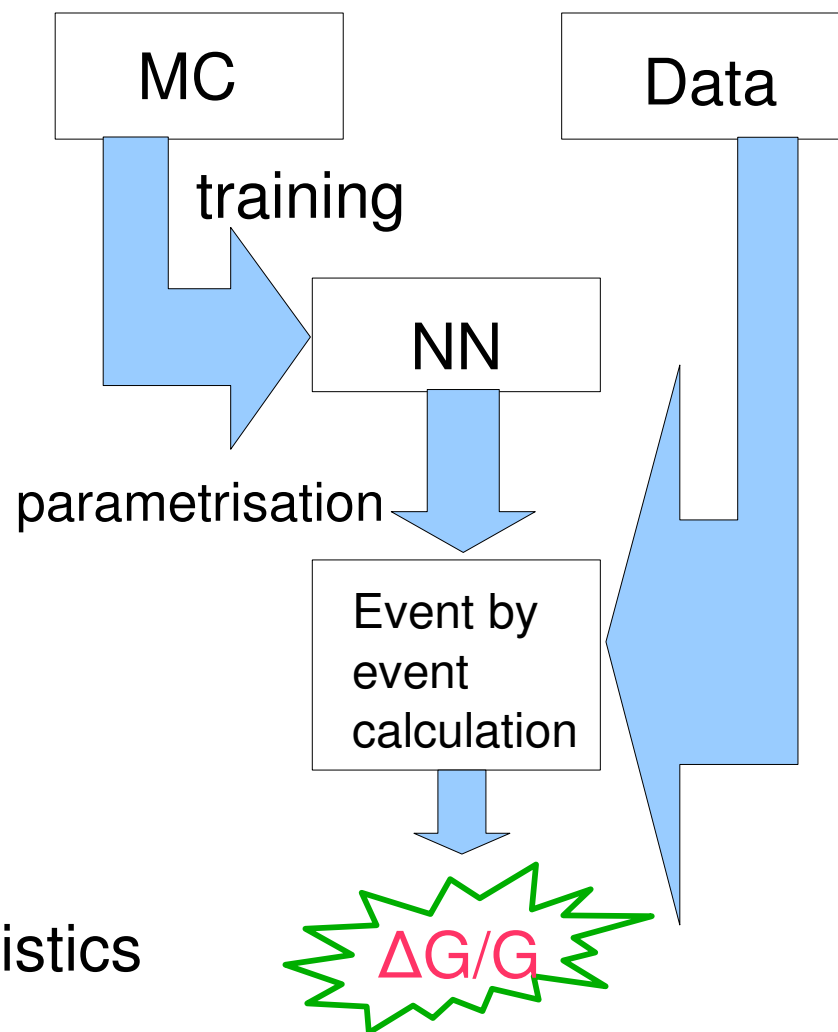 MC
Data
training
NN
parametrisation
Event by
event
calculation
istics
ΔG/G